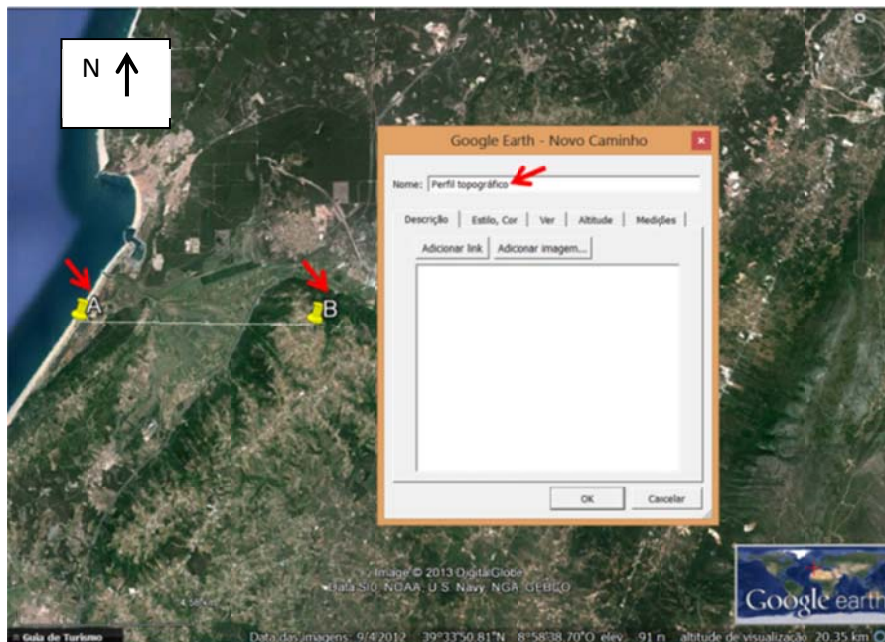 N
Google Earth - Novo Caminho
Nome: Perfil topográfico
Descrição Estilo, Cor Ver Altitude Medições
Adicionar link Adiconar imagem...
A
B
OK Cancelar
Image © 2013 DigitalGlobe
Data SIO, NOAA, U.S. Navy, NGA, GEBCO
Google earth
Guia de Turismo
Data das imagens: 9/4/2012 39°33'50.81"N 8°58'38.70"O elev. 91 n altitude de visualização 20.35 km